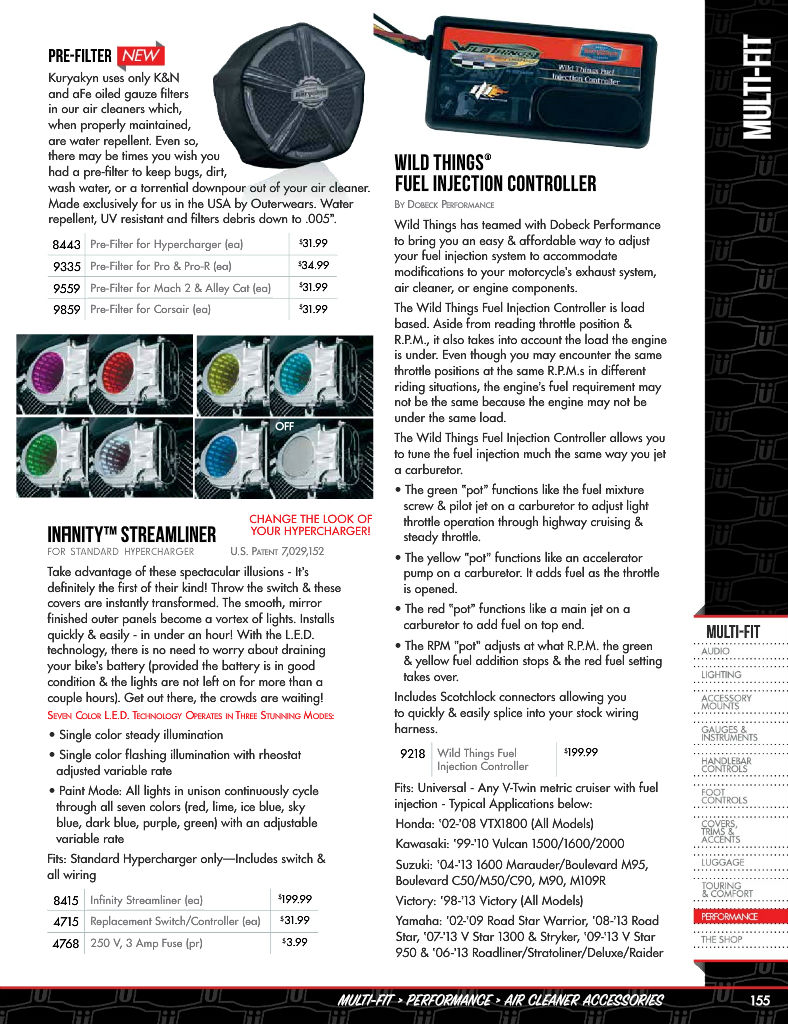 PRE-FILTER NEW
Kuryakyn uses only K&N
and aFe oiled gauze filters
in our air cleaners which,
when properly maintained,
are water repellent. Even so,
there may be times you wish you
had a pre-filter to keep bugs, dirt,
wash water, or a torrential downpour out of your air cleaner.
Made exclusively for us in the USA by Outerwears. Water
repellent, UV resistant and filters debris down to .005”.
8443 Pre-Filter for Hypercharger (ea) $31.99
9335 Pre-Filter for Pro & Pro-R (ea) $34.99
9559 Pre-Filter for Mach 2 & Alley Cat (ea) $31.99
9859 Pre-Filter for Corsair (ea) $31.99
OFF
CHANGE THE LOOK OF
YOUR HYPERCHARGER!
INFINITY™ STREAMLINER
FOR STANDARD HYPERCHARGER U.S. PATENT 7,029,152
Take advantage of these spectacular illusions - It's
definitely the first of their kind! Throw the switch & these
covers are instantly transformed. The smooth, mirror
finished outer panels become a vortex of lights. Installs
quickly & easily - in under an hour! With the L.E.D.
technology, there is no need to worry about draining
your bike's battery (provided the battery is in good
condition & the lights are not left on for more than a
couple hours). Get out there, the crowds are waiting!
SEVEN COLOR L.E.D. TECHNOLOGY OPERATES IN THREE STUNNING MODES:
• Single color steady illumination
• Single color flashing illumination with rheostat
adjusted variable rate
• Paint Mode: All lights in unison continuously cycle
through all seven colors (red, lime, ice blue, sky
blue, dark blue, purple, green) with an adjustable
variable rate
Fits: Standard Hypercharger only—Includes switch &
all wiring
8415 Infinity Streamliner (ea) $199.99
4715 Replacement Switch/Controller (ea) $31.99
4768 250 V, 3 Amp Fuse (pr) $3.99
WILD THINGS
Wild Things Fuel
Injection Controller
WILD THINGS®
FUEL INJECTION CONTROLLER
BY DOBECK PERFORMANCE
Wild Things has teamed with Dobeck Performance
to bring you an easy & affordable way to adjust
your fuel injection system to accommodate
modifications to your motorcycle's exhaust system,
air cleaner, or engine components.
The Wild Things Fuel Injection Controller is load
based. Aside from reading throttle position &
R.P.M., it also takes into account the load the engine
is under. Even though you may encounter the same
throttle positions at the same R.P.M.s in different
riding situations, the engine's fuel requirement may
not be the same because the engine may not be
under the same load.
The Wild Things Fuel Injection Controller allows you
to tune the fuel injection much the same way you jet
a carburetor.
• The green "pot" functions like the fuel mixture
screw & pilot jet on a carburetor to adjust light
throttle operation through highway cruising &
steady throttle.
• The yellow "pot" functions like an accelerator
pump on a carburetor. It adds fuel as the throttle
is opened.
• The red "pot" functions like a main jet on a
carburetor to add fuel on top end.
• The RPM "pot" adjusts at what R.P.M. the green
& yellow fuel addition stops & the red fuel setting
takes over.
Includes Scotchlock connectors allowing you
to quickly & easily splice into your stock wiring
harness.
9218 Wild Things Fuel
Injection Controller $199.99
Fits: Universal - Any V-Twin metric cruiser with fuel
injection - Typical Applications below:
Honda: '02-'08 VTX1800 (All Models)
Kawasaki: '99-'10 Vulcan 1500/1600/2000
Suzuki: '04-'13 1600 Marauder/Boulevard M95,
Boulevard C50/M50/C90, M90, M109R
Victory: '98-'13 Victory (All Models)
Yamaha: '02-'09 Road Star Warrior, '08-'13 Road
Star, '07-'13 V Star 1300 & Stryker, '09-'13 V Star
950 & '06-'13 Roadliner/Stratoliner/Deluxe/Raider
MULTI-FIT
MULTI-FIT
AUDIO
LIGHTING
ACCESSORY
MOUNTS
GAUGES &
INSTRUMENTS
HANDLEBAR
CONTROLS
FOOT
CONTROLS
COVERS,
TRIMS &
ACCENTS
LUGGAGE
TOURING
& COMFORT
PERFORMANCE
THE SHOP
MULTI-FIT > PERFORMANCE > AIR CLEANER ACCESSORIES 155